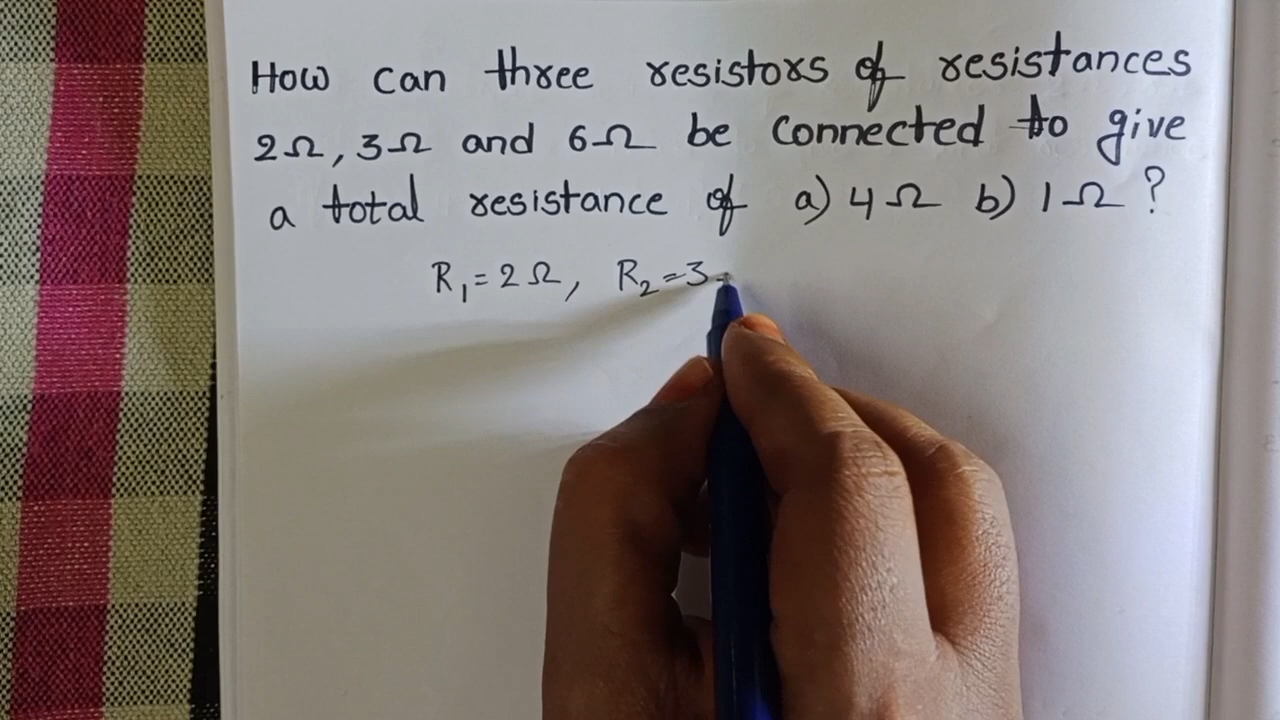 How can three resistors of resistances
2Ω, 3Ω and 6Ω be connected to give
a total resistance of a) 4Ω b) 1Ω ?
R₁ = 2Ω, R₂ = 3